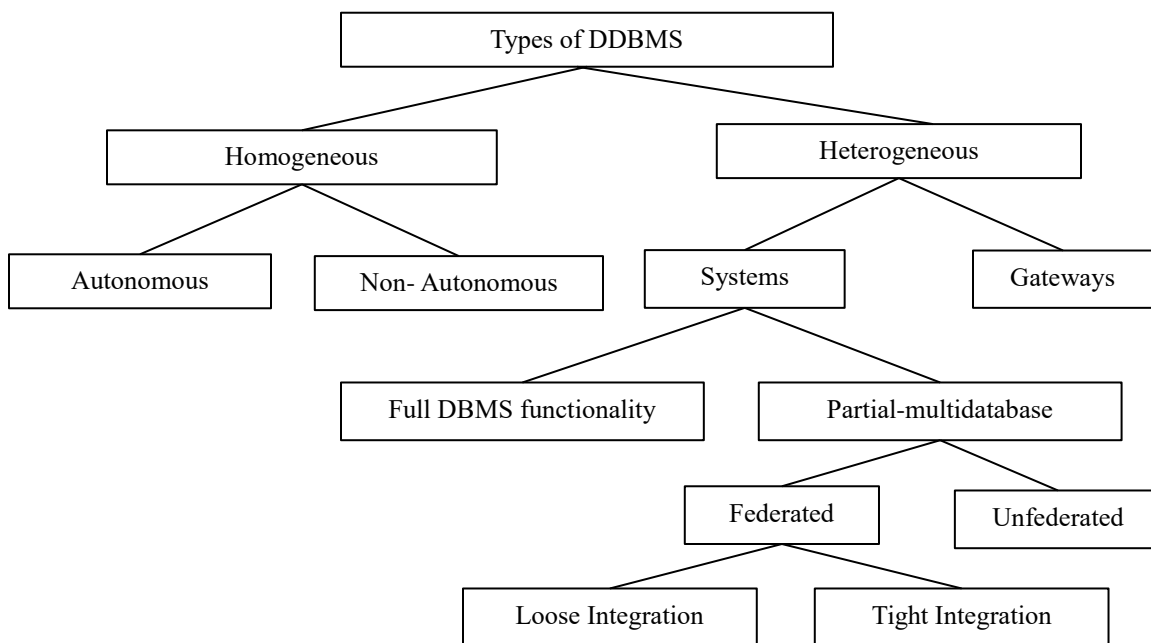 Types of DDBMS
Homogeneous
Heterogeneous
Autonomous
Non- Autonomous
Systems
Gateways
Full DBMS functionality
Partial-multidatabase
Federated
Unfederated
Loose Integration
Tight Integration